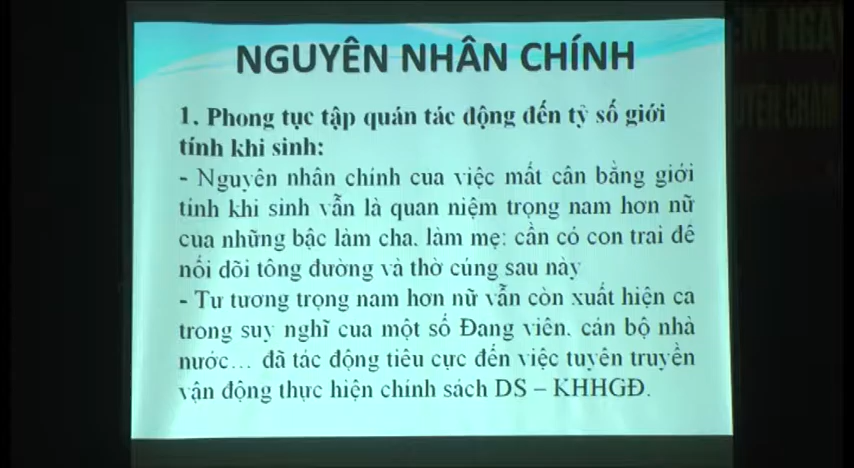 NGUYÊN NHÂN CHÍNH
1. Phong tục tập quán tác động đến tỷ số giới
tính khi sinh:
- Nguyên nhân chính cua việc mất cân bằng giới
tính khi sinh vẫn là quan niệm trọng nam hơn nữ
cua những bậc làm cha, làm mẹ: cần có con trai để
nối dõi tông đường và thờ cúng sau này
- Tư tương trọng nam hơn nữ vẫn còn xuất hiện ca
trong suy nghĩ cua một số Đang viên, cán bộ nhà
nước... đã tác động tiêu cực đến việc tuyên truyền
vận động thực hiện chính sách DS – KHHGĐ.